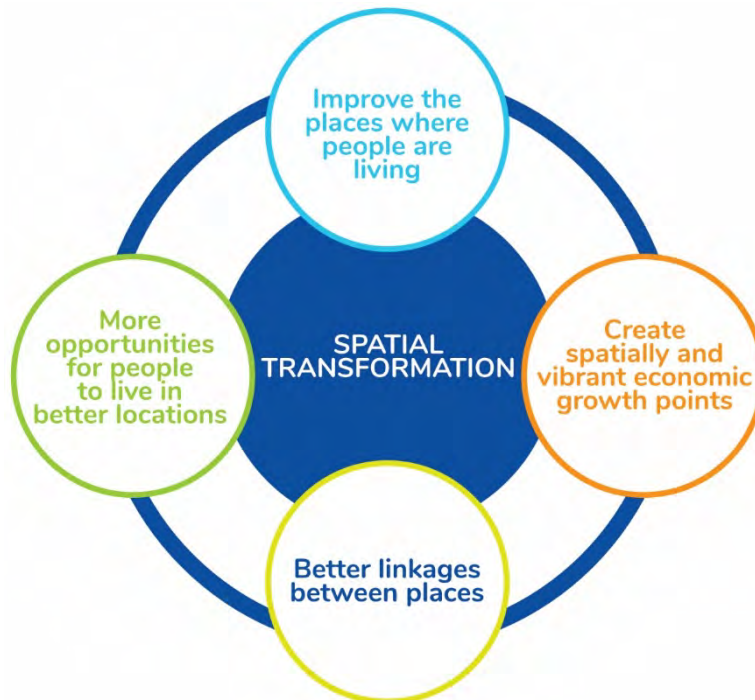 Improve the
places where
people are
living
More
opportunities
for people
to live in
better locations
SPATIAL
TRANSFORMATION
Create
spatially and
vibrant economic
growth points
Better linkages
between places